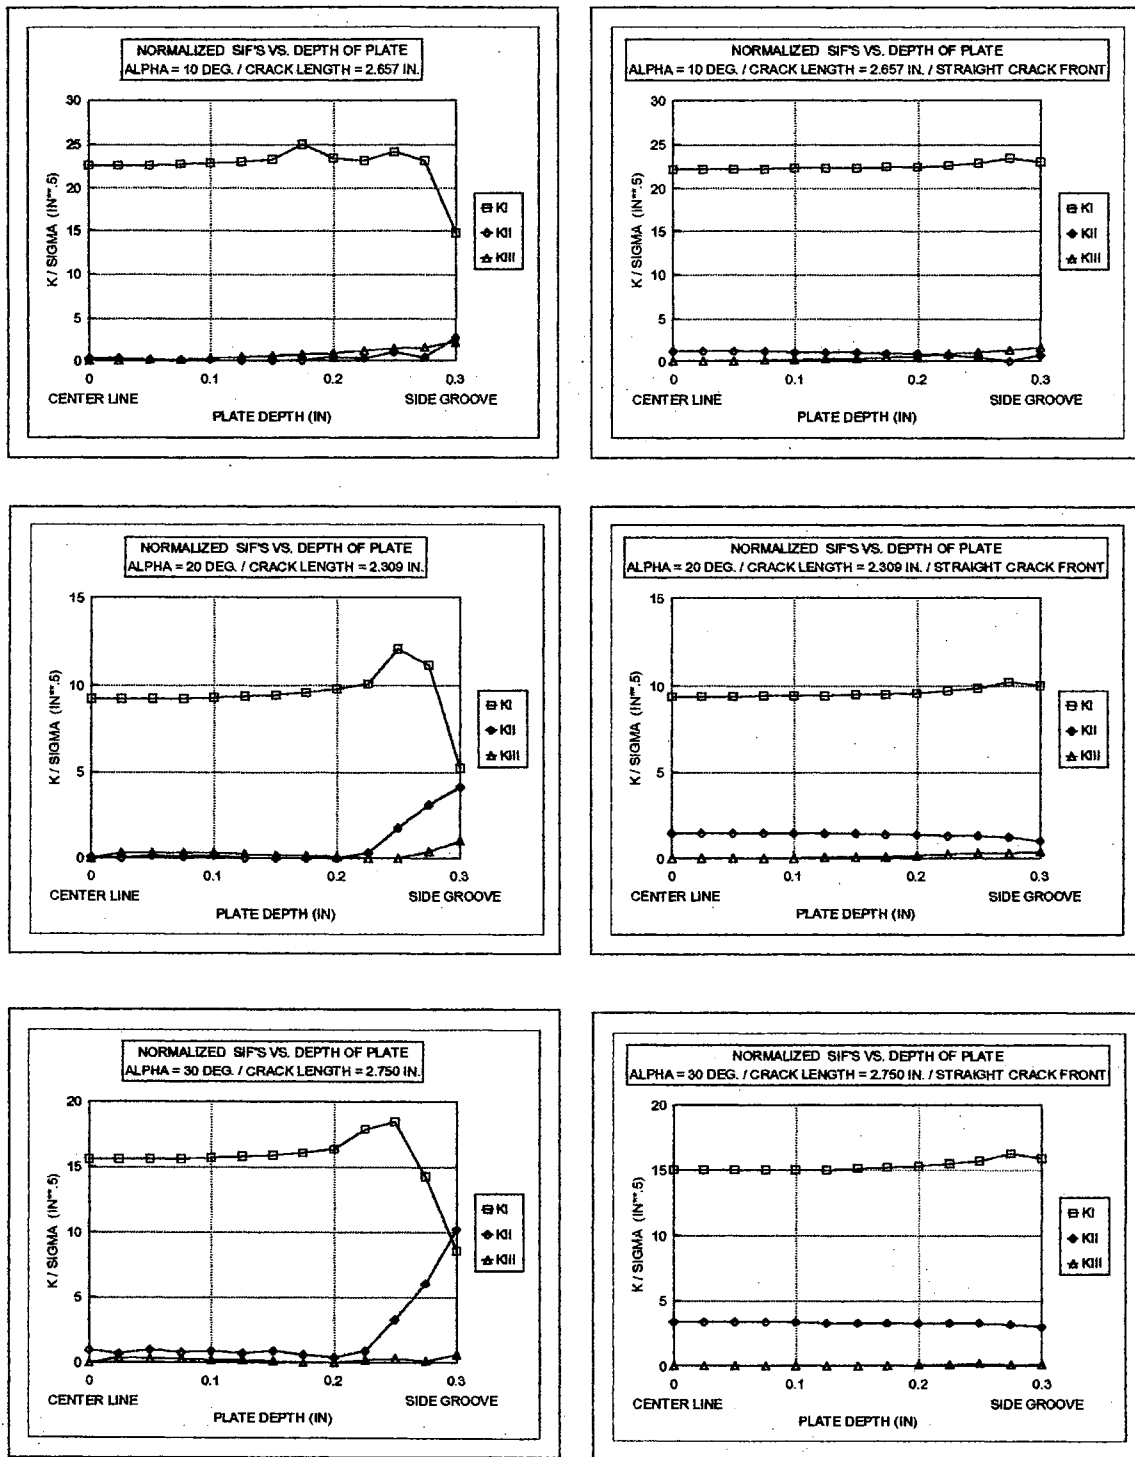 NORMALIZED SIF'S VS. DEPTH OF PLATE
ALPHA = 10 DEG. / CRACK LENGTH = 2.657 IN.
30
25
20
15
10
5
0
K / SIGMA (IN**.5)
0 0.1 0.2 0.3
CENTER LINE SIDE GROOVE
PLATE DEPTH (IN)
KI
KII
KIII
NORMALIZED SIF'S VS. DEPTH OF PLATE
ALPHA = 10 DEG. / CRACK LENGTH = 2.657 IN. / STRAIGHT CRACK FRONT
30
25
20
15
10
5
0
K / SIGMA (IN**.5)
0 0.1 0.2 0.3
CENTER LINE SIDE GROOVE
PLATE DEPTH (IN)
KI
KII
KIII
NORMALIZED SIF'S VS. DEPTH OF PLATE
ALPHA = 20 DEG. / CRACK LENGTH = 2.309 IN.
15
10
5
0
K / SIGMA (IN**.5)
0 0.1 0.2 0.3
CENTER LINE SIDE GROOVE
PLATE DEPTH (IN)
KI
KII
KIII
NORMALIZED SIF'S VS. DEPTH OF PLATE
ALPHA = 20 DEG. / CRACK LENGTH = 2.309 IN. / STRAIGHT CRACK FRONT
15
10
5
0
K / SIGMA (IN**.5)
0 0.1 0.2 0.3
CENTER LINE SIDE GROOVE
PLATE DEPTH (IN)
KI
KII
KIII
NORMALIZED SIF'S VS. DEPTH OF PLATE
ALPHA = 30 DEG. / CRACK LENGTH = 2.750 IN.
20
15
10
5
0
K / SIGMA (IN**.5)
0 0.1 0.2 0.3
CENTER LINE SIDE GROOVE
PLATE DEPTH (IN)
KI
KII
KIII
NORMALIZED SIF'S VS. DEPTH OF PLATE
ALPHA = 30 DEG. / CRACK LENGTH = 2.750 IN. / STRAIGHT CRACK FRONT
20
15
10
5
0
K / SIGMA (IN**.5)
0 0.1 0.2 0.3
CENTER LINE SIDE GROOVE
PLATE DEPTH (IN)
KI
KII
KIII